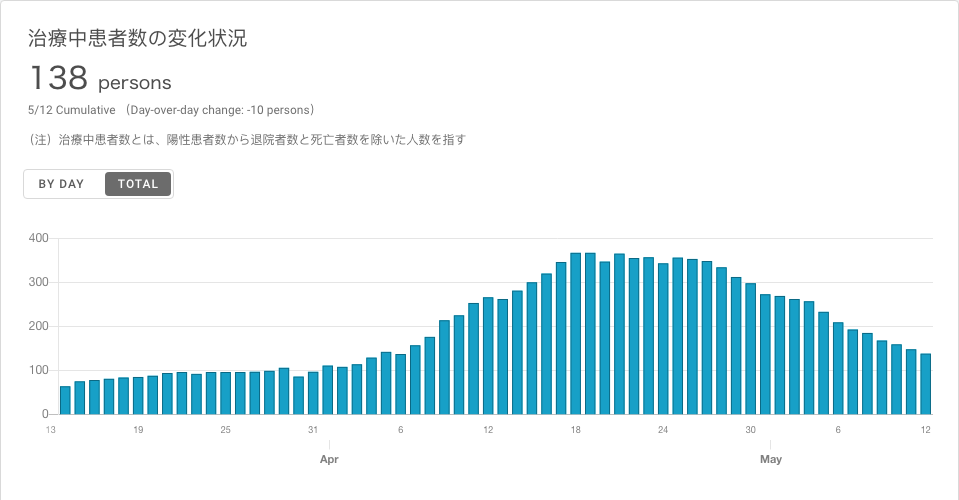 治療中患者数の変化状況
138 persons
5/12 Cumulative （Day-over-day change: -10 persons）
（注）治療中患者数とは、陽性患者数から退院者数と死亡者数を除いた人数を指す
BY DAY TOTAL
400
300
200
100
0
13 19 25 31 6 12 18 24 30 6 12
Apr May